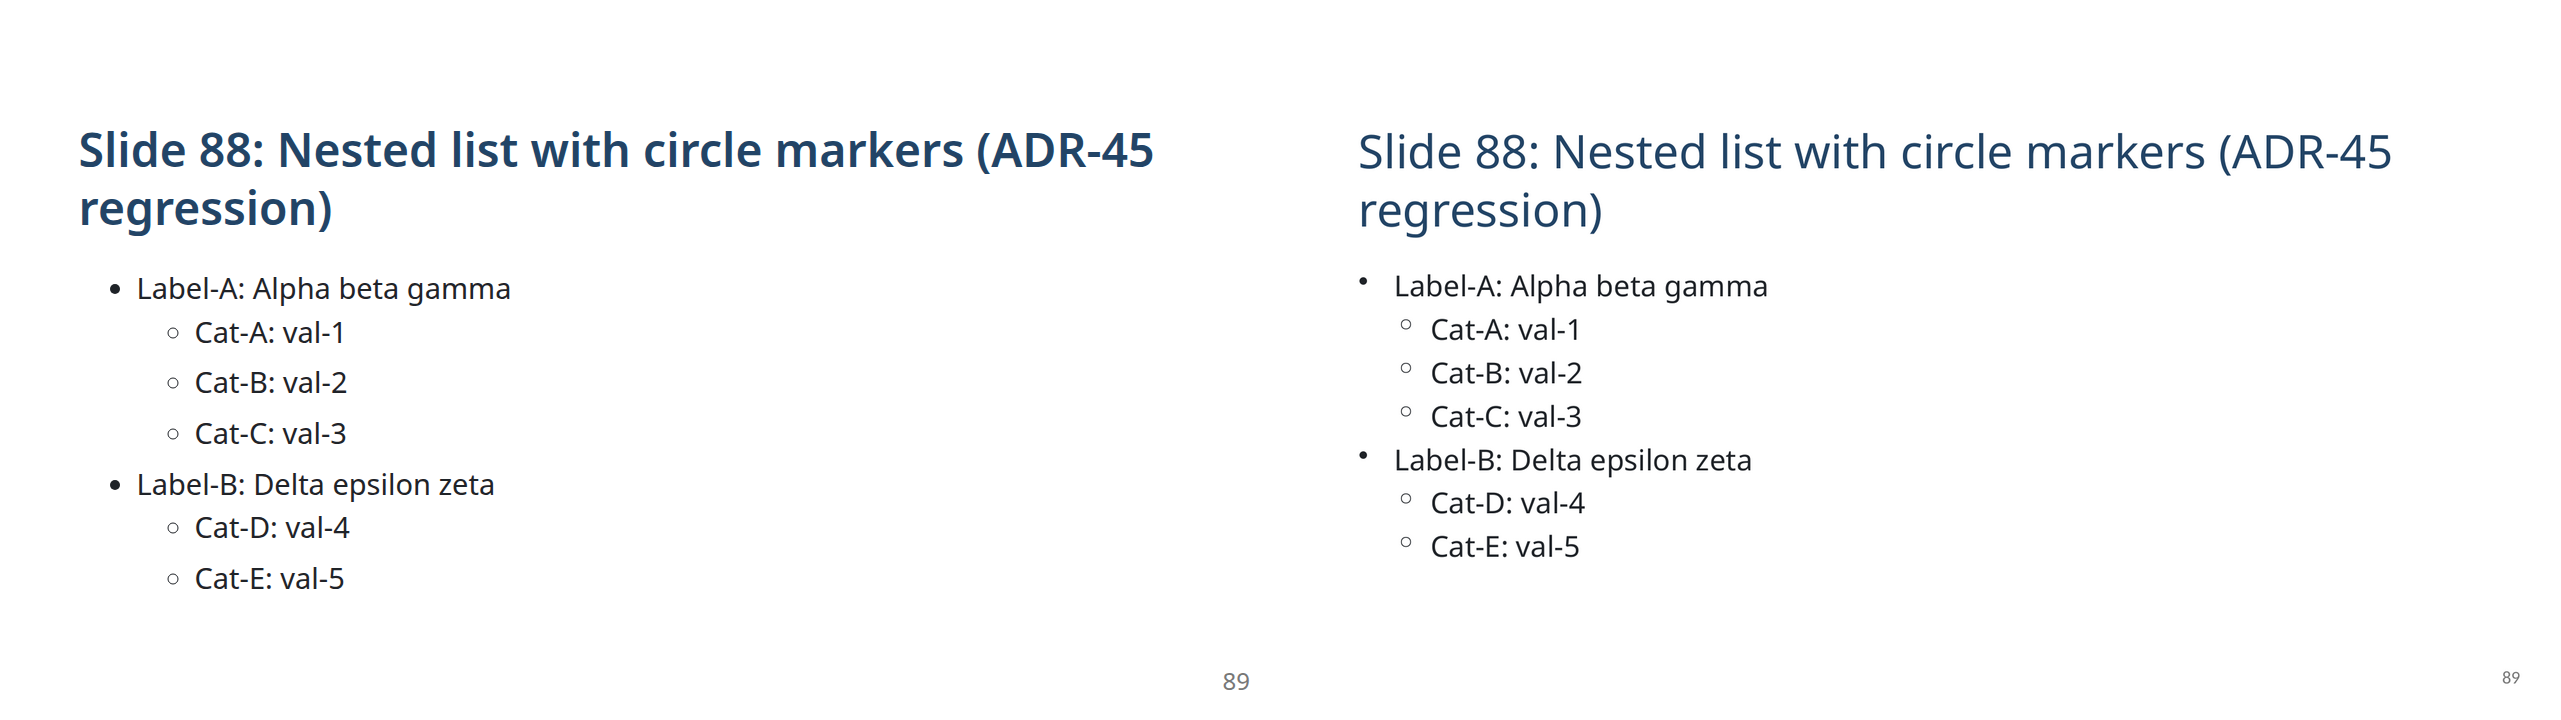 Slide 88: Nested list with circle markers (ADR-45
regression)
• Label-A: Alpha beta gamma
◦ Cat-A: val-1
◦ Cat-B: val-2
◦ Cat-C: val-3
• Label-B: Delta epsilon zeta
◦ Cat-D: val-4
◦ Cat-E: val-5
89
Slide 88: Nested list with circle markers (ADR-45
regression)
• Label-A: Alpha beta gamma
◦ Cat-A: val-1
◦ Cat-B: val-2
◦ Cat-C: val-3
• Label-B: Delta epsilon zeta
◦ Cat-D: val-4
◦ Cat-E: val-5
89